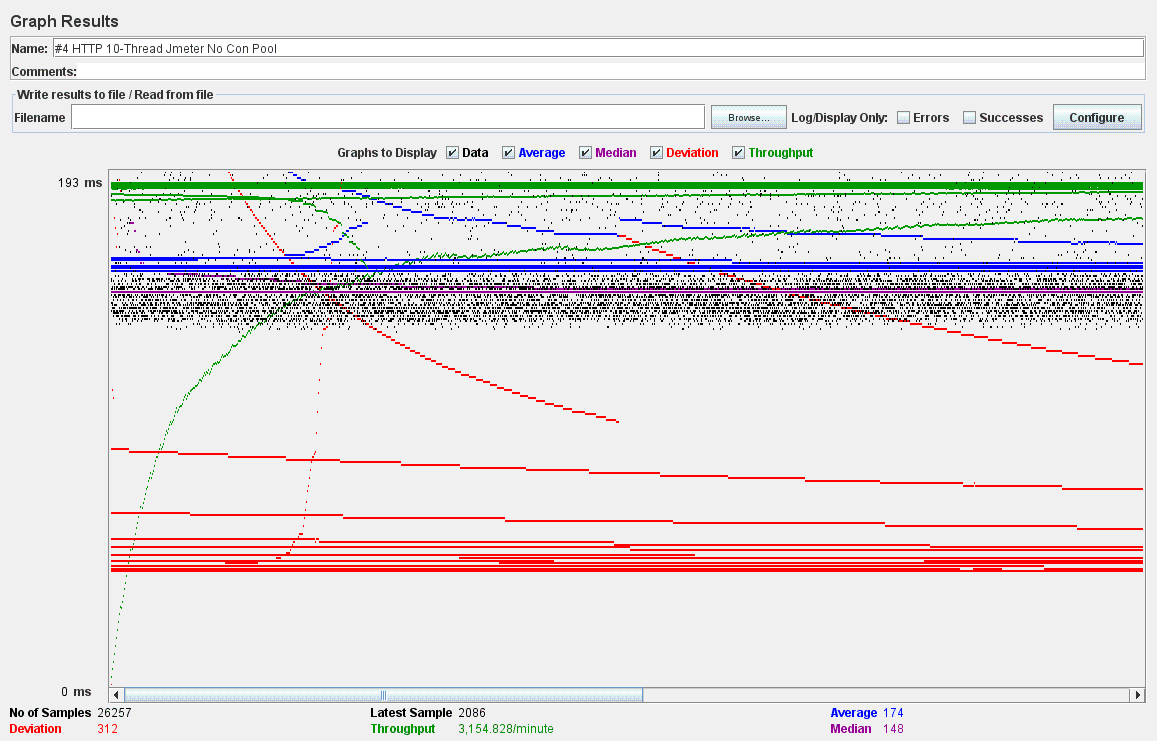 Graph Results
Name: #4 HTTP 10-Thread Jmeter No Con Pool
Comments:
Write results to file / Read from file
Filename Browse... Log/Display Only: Errors Successes Configure
Graphs to Display Data Average Median Deviation Throughput
193 ms
0 ms
No of Samples 26257 Latest Sample 2086 Average 174
Deviation 312 Throughput 3,154.828/minute Median 148